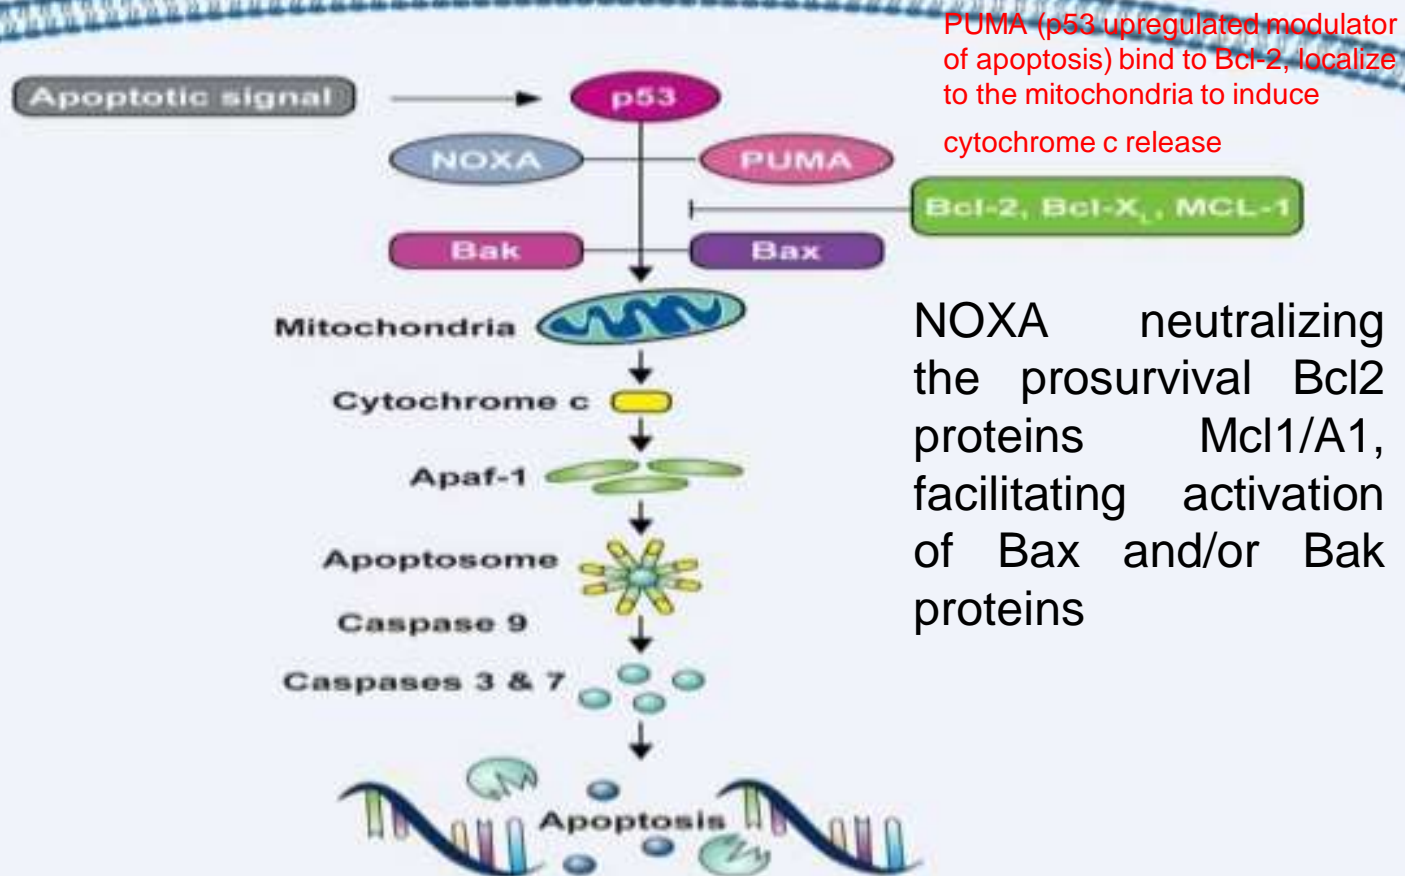 PUMA (p53 upregulated modulator
of apoptosis) bind to Bcl-2, localize
to the mitochondria to induce
cytochrome c release
Apoptotic signal
p53
NOXA
PUMA
Bcl-2, Bcl-XL, MCL-1
Bak
Bax
Mitochondria
Cytochrome c
Apaf-1
Apoptosome
Caspase 9
Caspases 3 & 7
Apoptosis
NOXA neutralizing
the prosurvival Bcl2
proteins Mcl1/A1,
facilitating activation
of Bax and/or Bak
proteins